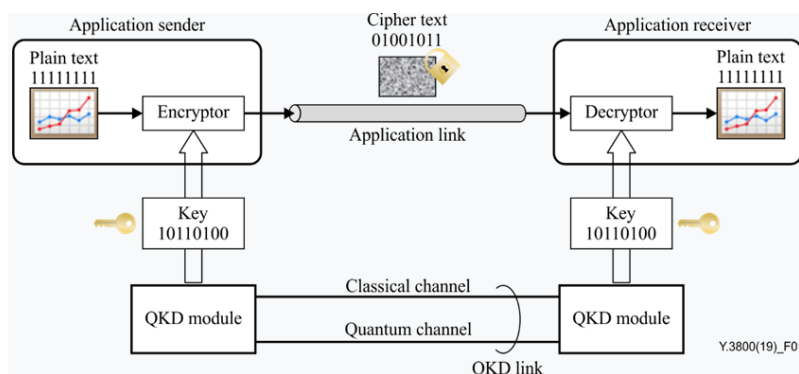 Application sender
Cipher text
01001011
Application receiver
Plain text
11111111
Plain text
11111111
Encryptor
Decryptor
Application link
Key
10110100
Key
10110100
Classical channel
QKD module
QKD module
Quantum channel
QKD link
Y.3800(19)_F01